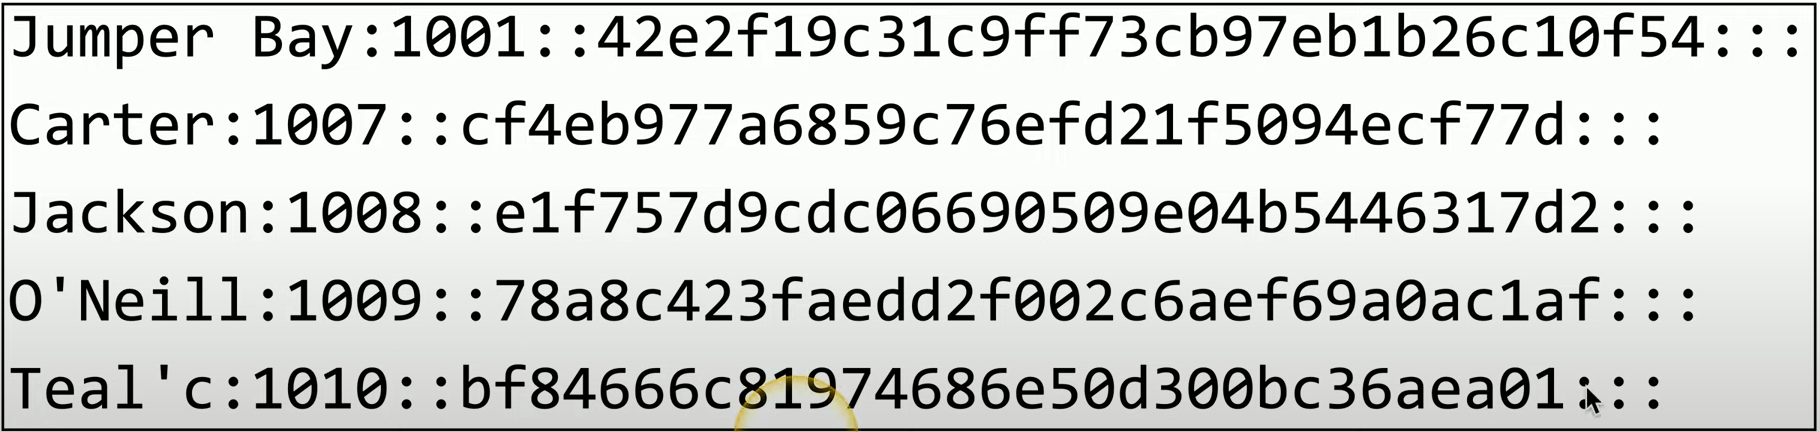 Jumper Bay:1001::42e2f19c31c9ff73cb97eb1b26c10f54:::
Carter:1007::cf4eb977a6859c76efd21f5094ecf77d:::
Jackson:1008::e1f757d9cdc06690509e04b5446317d2:::
O'Neill:1009::78a8c423faedd2f002c6aef69a0ac1af:::
Teal'c:1010::bf84666c81974686e50d300bc36aea01:::